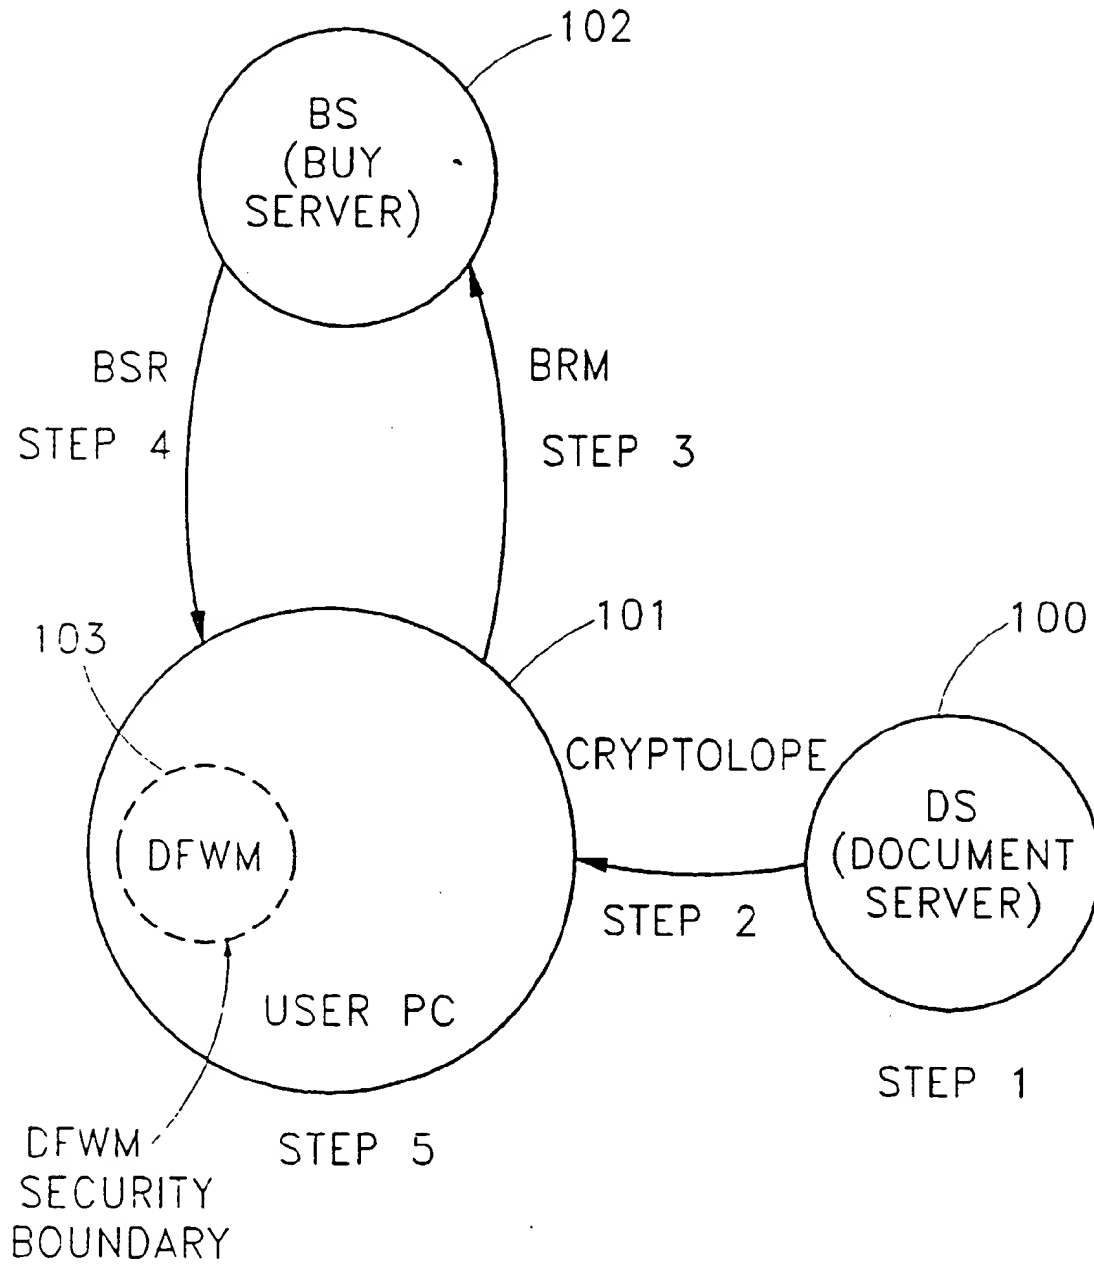 102
BS
(BUY
SERVER)
BSR
BRM
STEP 4
STEP 3
101
100
103
CRYPTOLOPE
DS
(DOCUMENT
SERVER)
DFWM
STEP 2
USER PC
STEP 1
DFWM
SECURITY
BOUNDARY
STEP 5